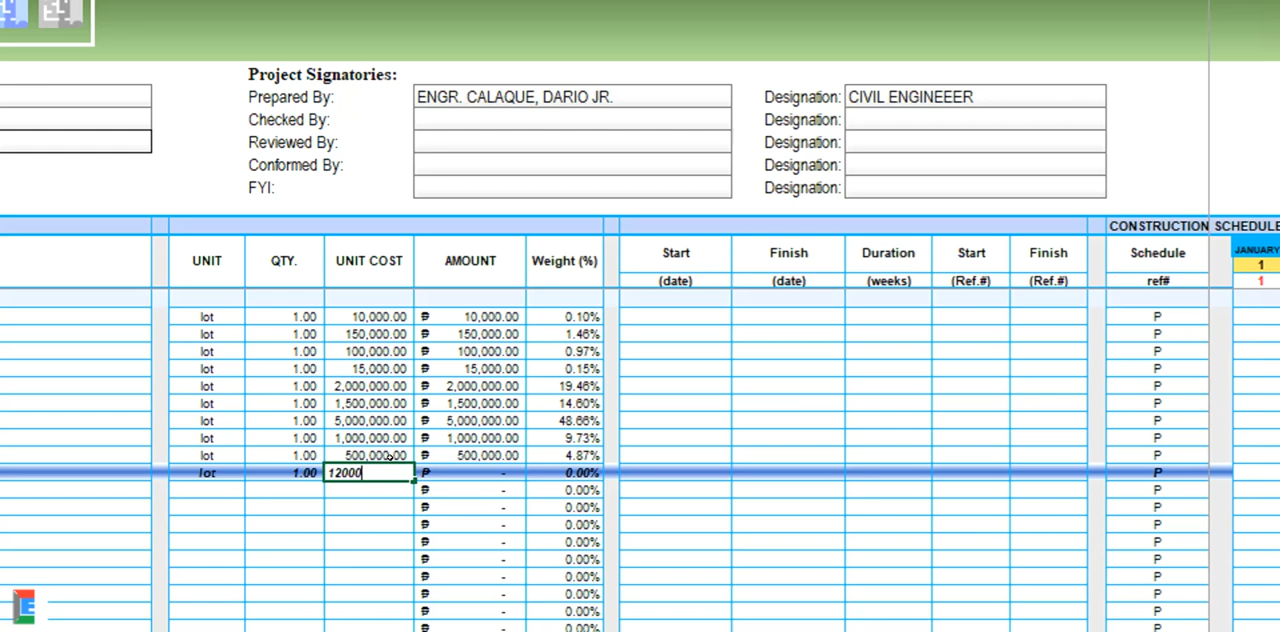 Project Signatories:
Prepared By: ENGR. CALAQUE, DARIO JR. Designation: CIVIL ENGINEEER
Checked By: Designation:
Reviewed By: Designation:
Conformed By: Designation:
FYI: Designation:
CONSTRUCTION SCHEDULE
UNIT QTY. UNIT COST AMOUNT Weight (%) Start Finish Duration Start Finish Schedule JANUARY
1
(date) (date) (weeks) (Ref.#) (Ref.#) ref# 1
lot 1.00 10,000.00 ₱ 10,000.00 0.10% P
lot 1.00 150,000.00 ₱ 150,000.00 1.46% P
lot 1.00 100,000.00 ₱ 100,000.00 0.97% P
lot 1.00 15,000.00 ₱ 15,000.00 0.15% P
lot 1.00 2,000,000.00 ₱ 2,000,000.00 19.46% P
lot 1.00 1,500,000.00 ₱ 1,500,000.00 14.60% P
lot 1.00 5,000,000.00 ₱ 5,000,000.00 48.66% P
lot 1.00 1,000,000.00 ₱ 1,000,000.00 9.73% P
lot 1.00 500,000.00 ₱ 500,000.00 4.87% P
lot 1.00 12000 ₱ - 0.00% P
₱ - 0.00% P
₱ - 0.00% P
₱ - 0.00% P
₱ - 0.00% P
₱ - 0.00% P
₱ - 0.00% P
₱ - 0.00% P
₱ - 0.00% P
₱ - 0.00% P